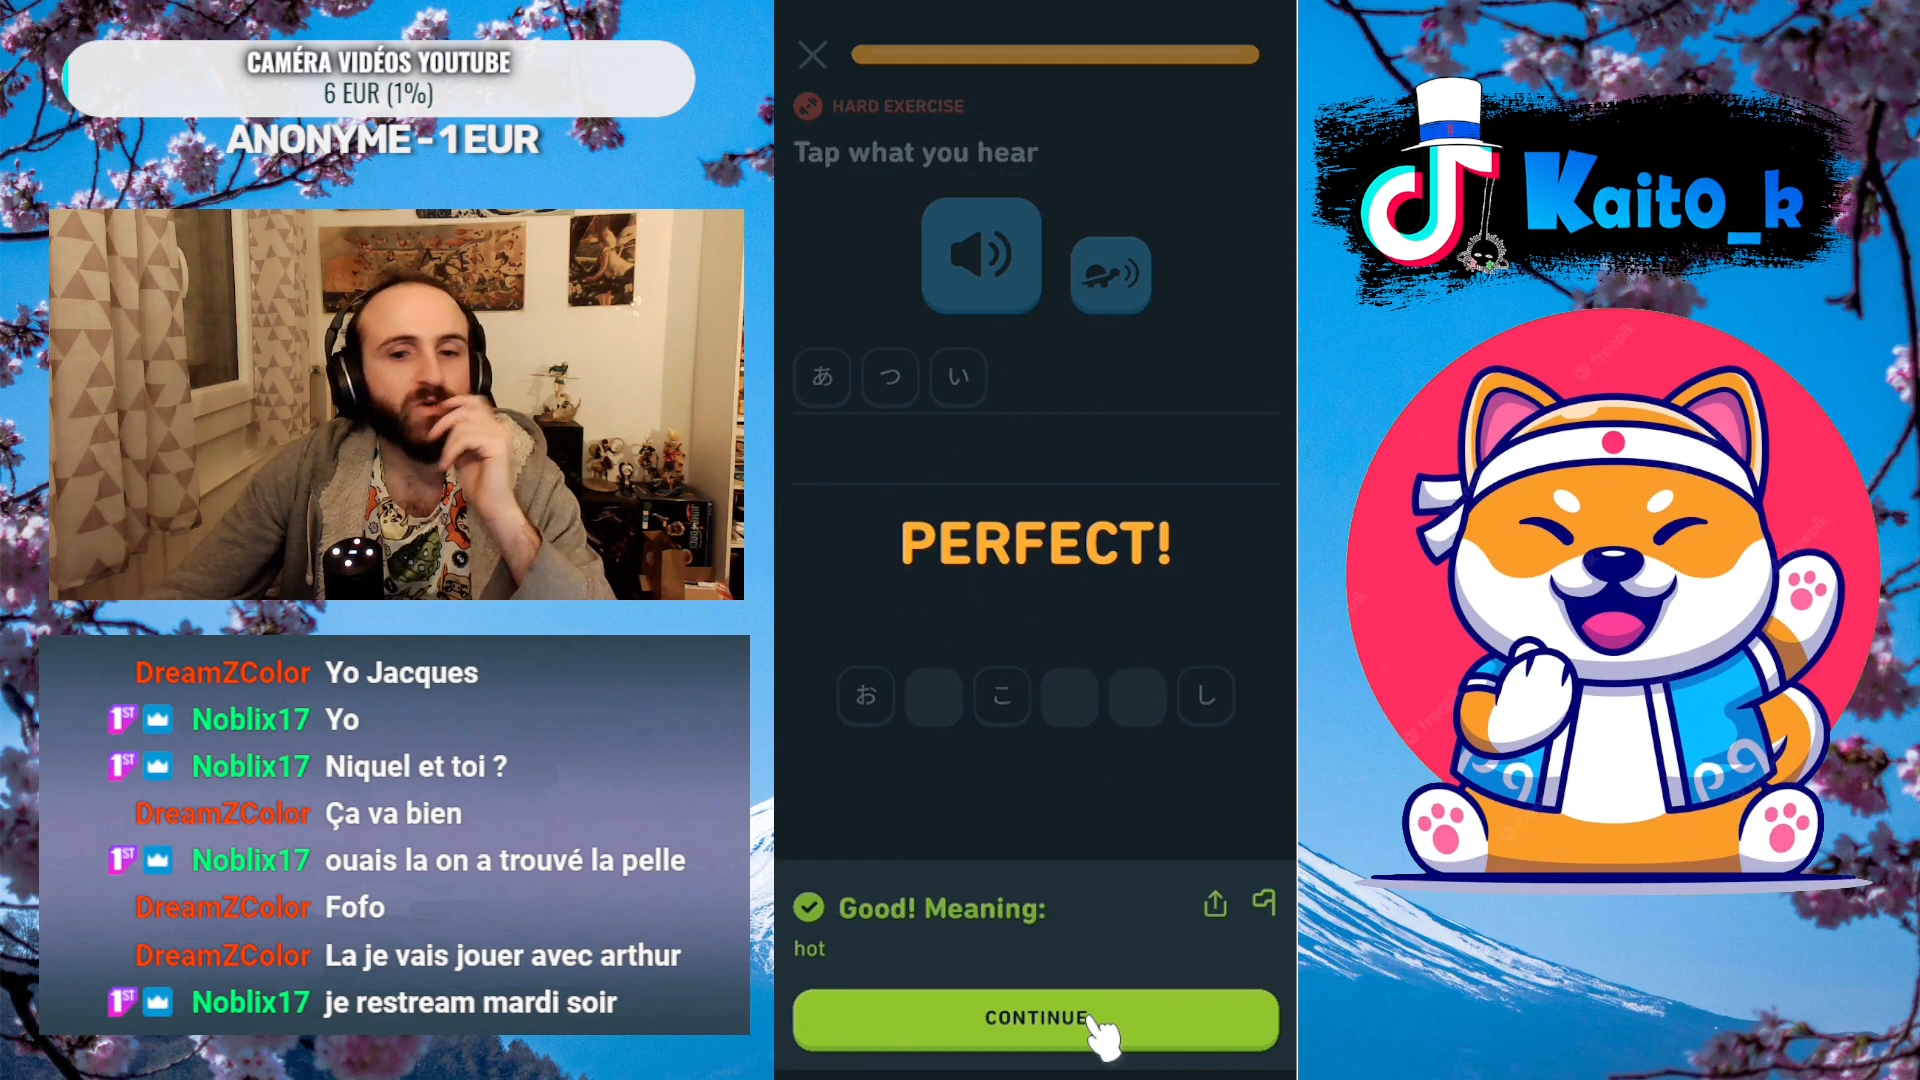 CAMÉRA VIDÉOS YOUTUBE
6 EUR (1%)
ANONYME - 1 EUR
DreamZColor Yo Jacques
1ST Noblix17 Yo
1ST Noblix17 Niquel et toi ?
DreamZColor Ça va bien
1ST Noblix17 ouais la on a trouvé la pelle
DreamZColor Fofo
DreamZColor La je vais jouer avec arthur
1ST Noblix17 je restream mardi soir
HARD EXERCISE
Tap what you hear
あ つ い
PERFECT!
お こ し
Good! Meaning:
hot
CONTINUE
Kaito_k
freepik
freepik